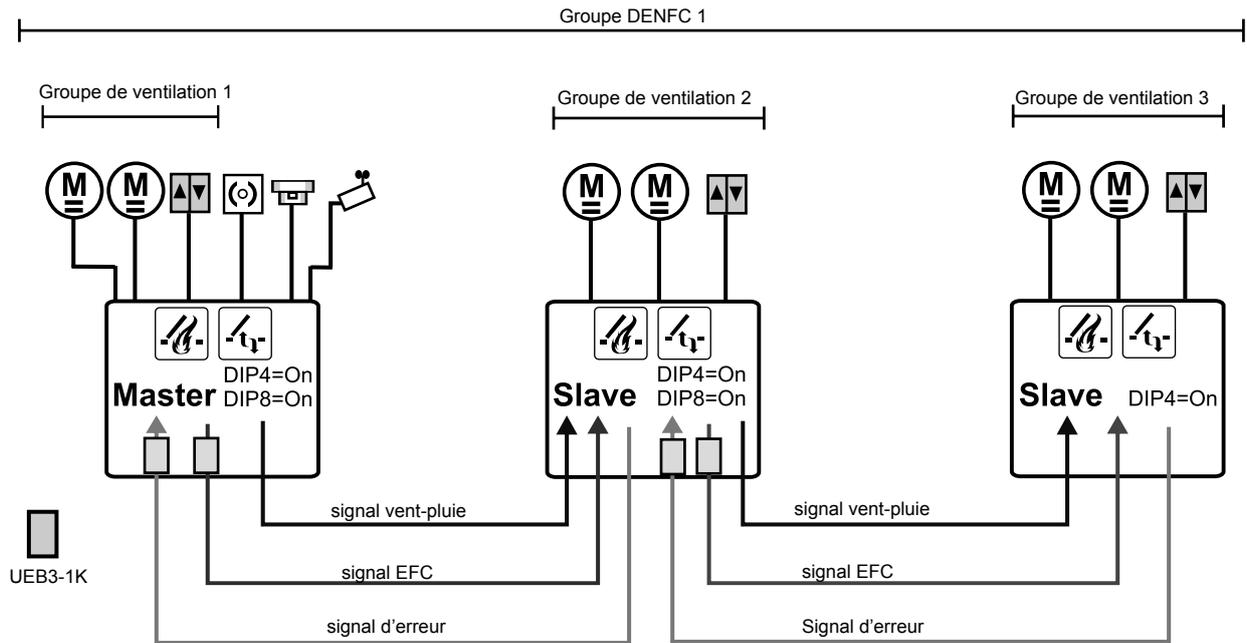 Groupe DENFC 1
Groupe de ventilation 1
Groupe de ventilation 2
Groupe de ventilation 3
M
M
M
M
M
M
Master
DIP4=On
DIP8=On
Slave
DIP4=On
DIP8=On
Slave
DIP4=On
signal vent-pluie
signal vent-pluie
UEB3-1K
signal EFC
signal EFC
signal d’erreur
Signal d’erreur